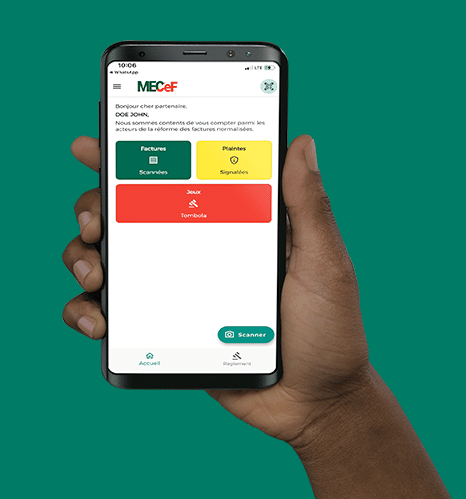 10:06
LTE
WhatsApp
MECeF
Bonjour cher partenaire,
DOE JOHN,
Nous sommes contents de vous compter parmi les
acteurs de la réforme des factures normalisées.
Factures
Plaintes
Scannées
Signalées
Jeux
Tombola
Scanner
Accueil
Règlement